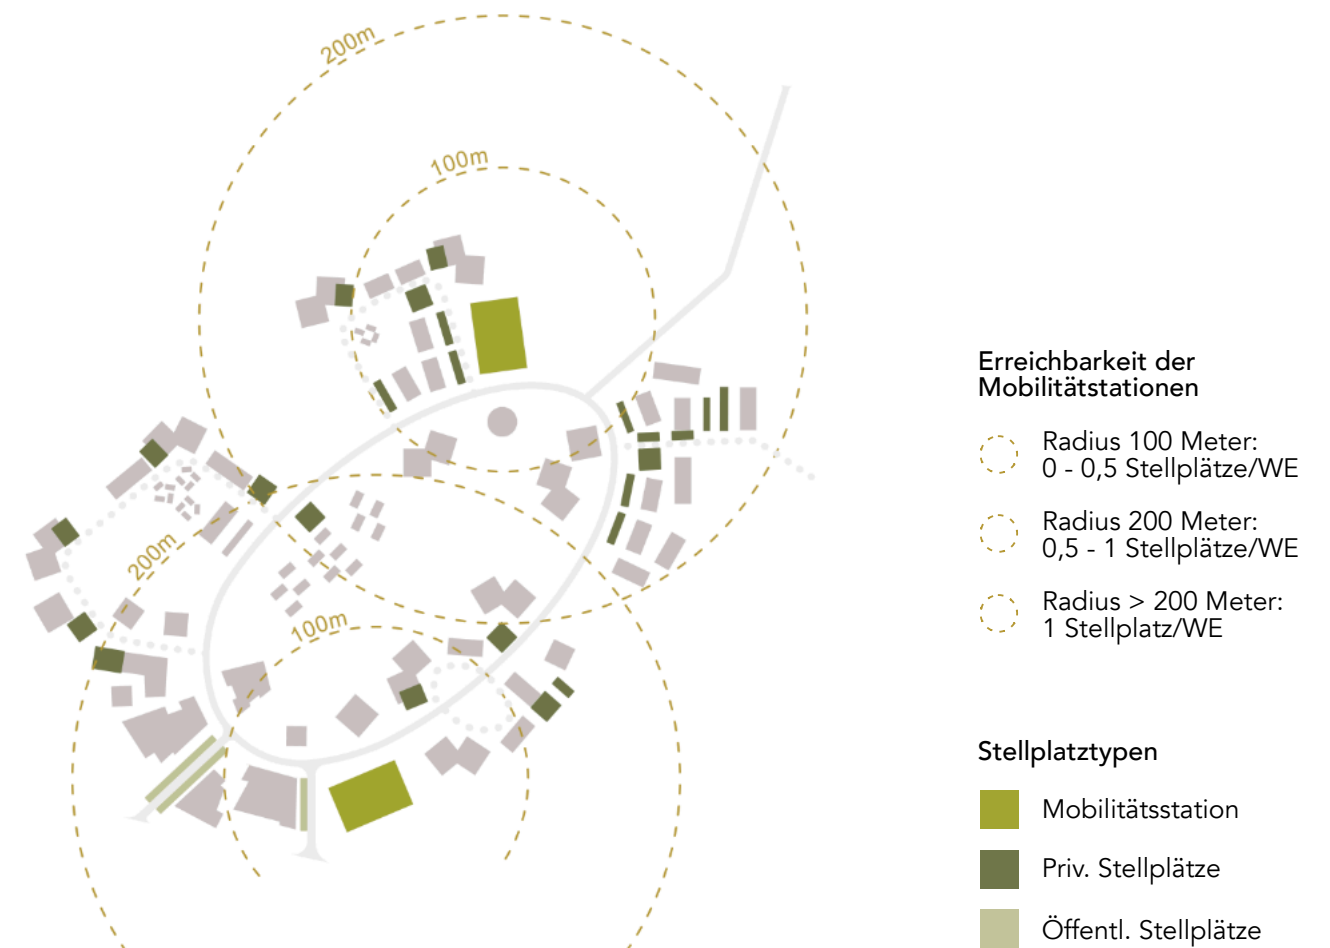 200m
100m
200m
100m
Erreichbarkeit der
Mobilitätstationen
Radius 100 Meter:
0 - 0,5 Stellplätze/WE
Radius 200 Meter:
0,5 - 1 Stellplätze/WE
Radius > 200 Meter:
1 Stellplatz/WE
Stellplatztypen
Mobilitätsstation
Priv. Stellplätze
Öffentl. Stellplätze